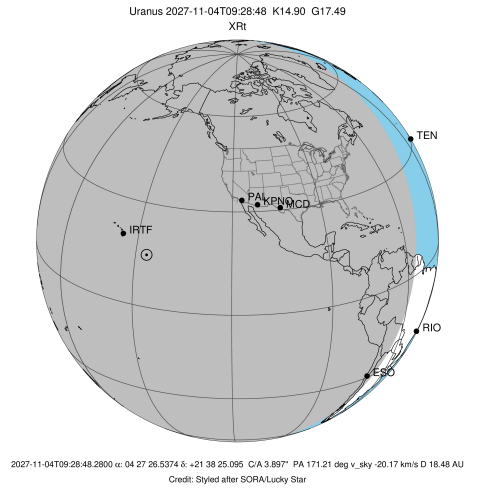 Uranus 2027-11-04T09:28:48 K14.90 G17.49
XRt
TEN
PAL
KPNO
MCD
IRTF
RIO
ESO
2027-11-04T09:28:48.2800 α: 04 27 26.5374 δ: +21 38 25.095 C/A 3.897" PA 171.21 deg v_sky -20.17 km/s D 18.48 AU
Credit: Styled after SORA/Lucky Star